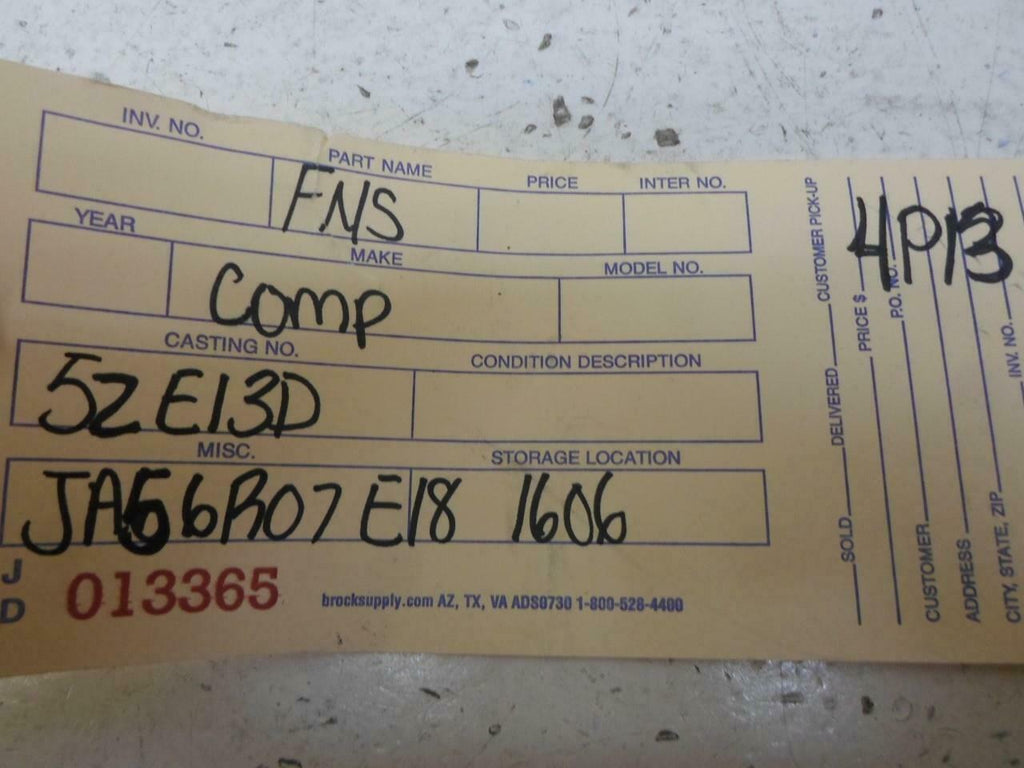 INV. NO. PART NAME PRICE INTER NO.
FNS
YEAR MAKE MODEL NO.
Comp
CASTING NO. CONDITION DESCRIPTION
52E13D
MISC. STORAGE LOCATION
JA56R07E18 1606
J
D
013365
brocksupply.com AZ, TX, VA ADS0730 1-800-528-4400
SOLD DELIVERED CUSTOMER PICK-UP
PRICE $
P.O. NO.
CUSTOMER
ADDRESS
CITY, STATE, ZIP
INV. NO.
4P13